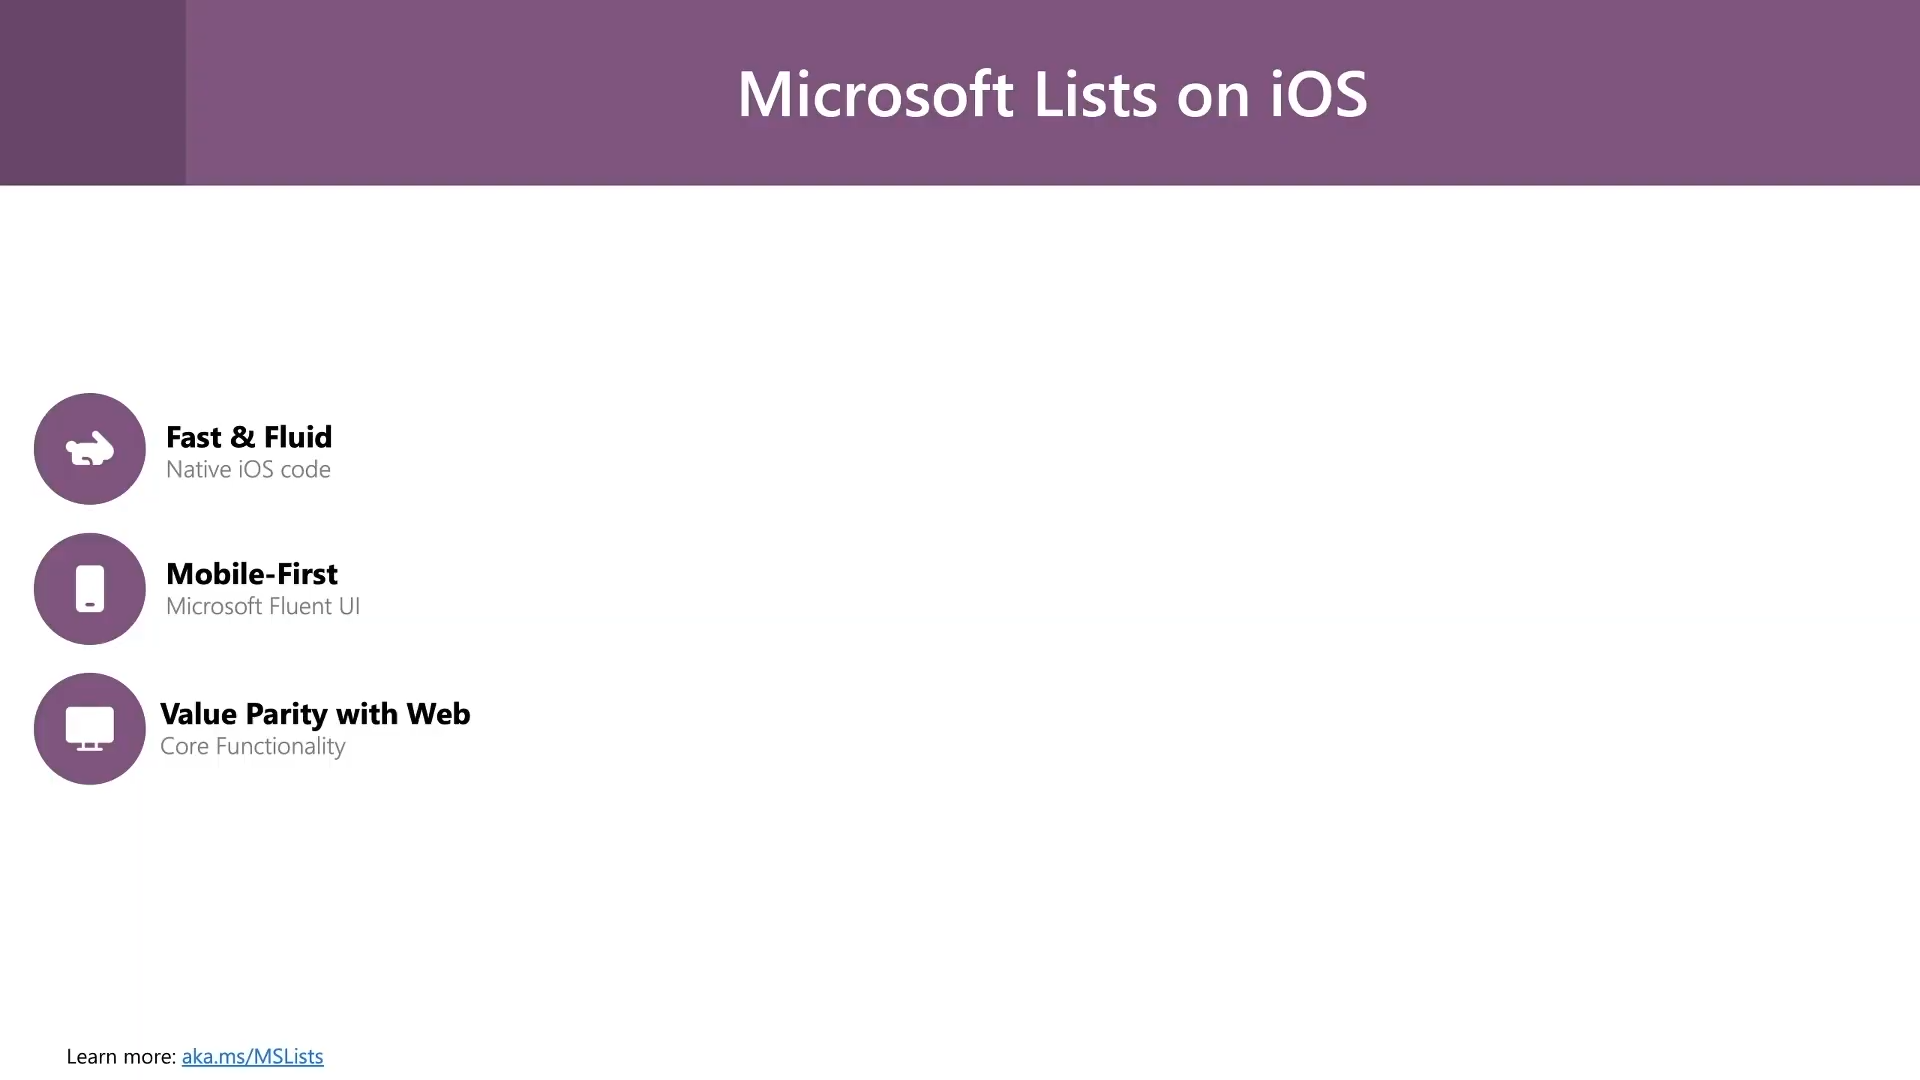 Microsoft Lists on iOS
Fast & Fluid
Native iOS code
Mobile-First
Microsoft Fluent UI
Value Parity with Web
Core Functionality
Learn more: aka.ms/MSLists